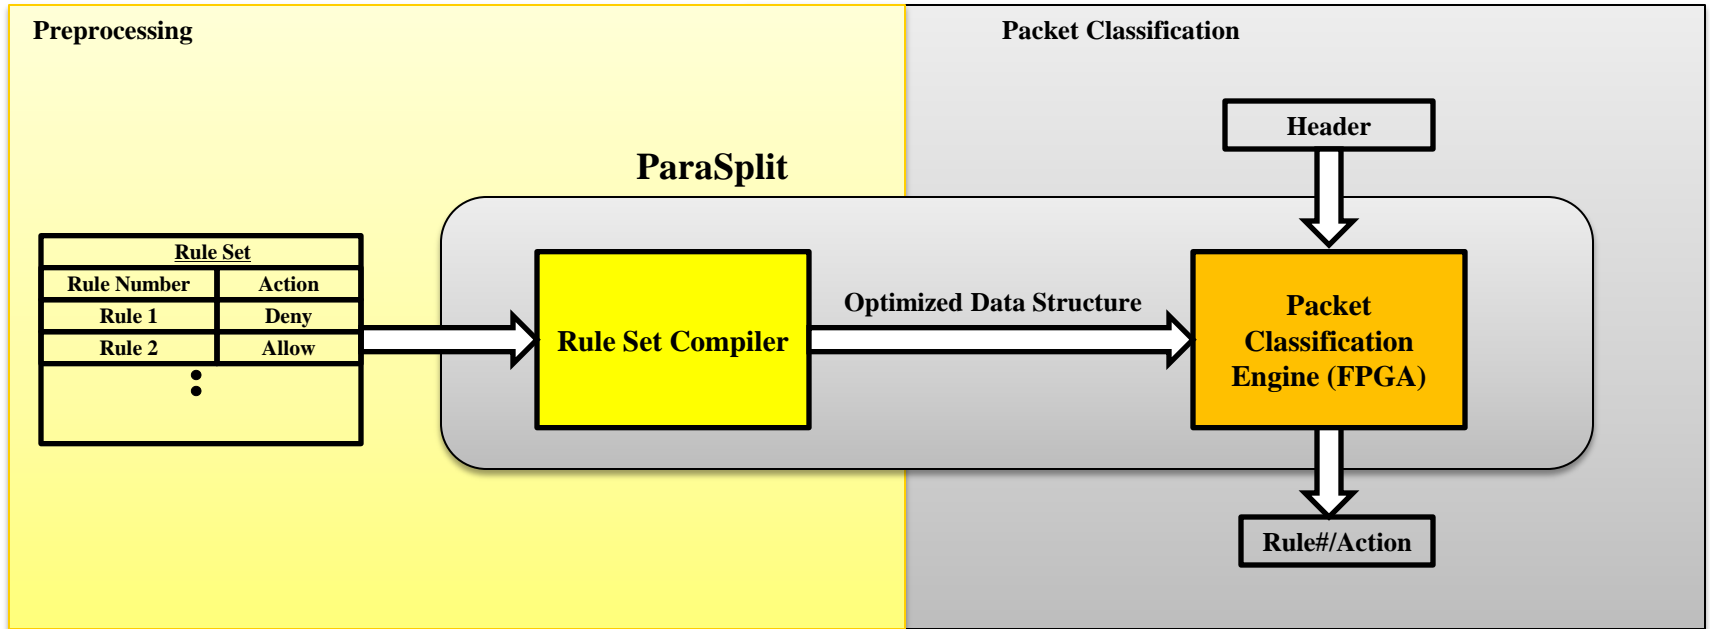 Preprocessing
Packet Classification
Header
ParaSplit
Rule Set
Rule Number Action
Rule 1 Deny
Rule 2 Allow
Rule Set Compiler
Optimized Data Structure
Packet
Classification
Engine (FPGA)
Rule#/Action